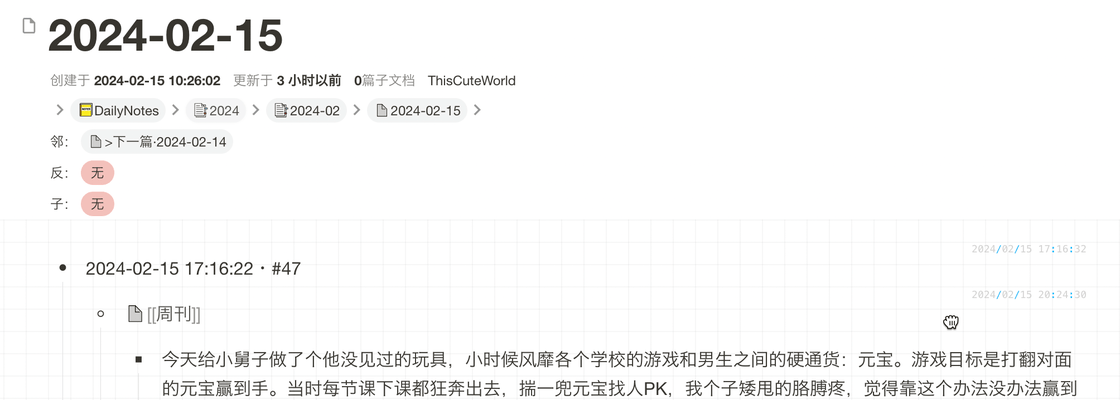 2024-02-15
创建于 2024-02-15 10:26:02 更新于 3 小时以前 0篇子文档 ThisCuteWorld
DailyNotes 2024 2024-02 2024-02-15
邻: >下一篇·2024-02-14
反: 无
子: 无
2024/02/15 17:16:32
2024-02-15 17:16:22・#47
2024/02/15 20:24:30
[[周刊]]
今天给小舅子做了个他没见过的玩具，小时候风靡各个学校的游戏和男生之间的硬通货：元宝。游戏目标是打翻对面
的元宝赢到手。当时每节课下课都狂奔出去，揣一兜元宝找人PK，我个子矮甩的胳膊疼，觉得靠这个办法没办法赢到